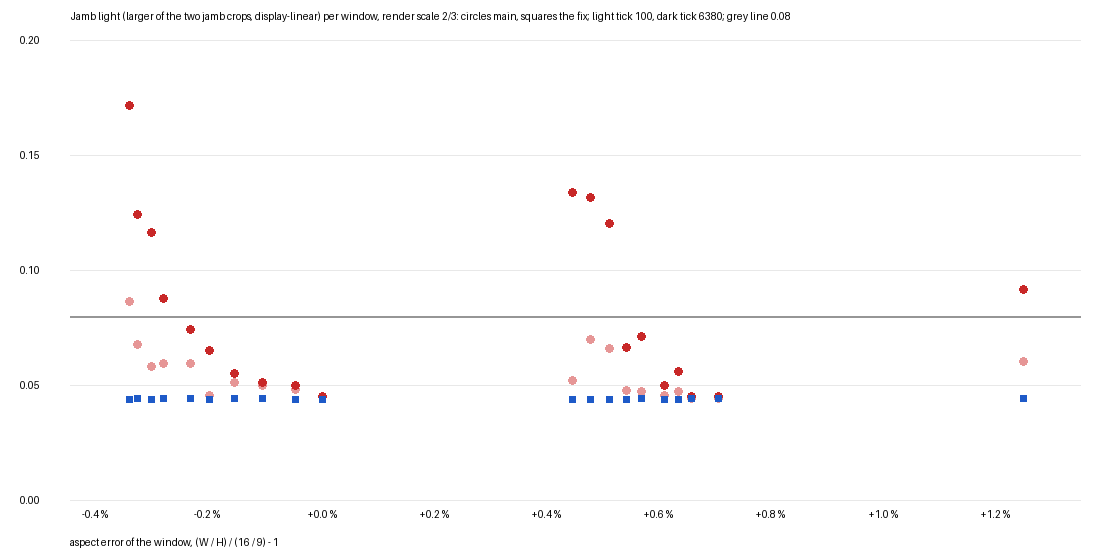 Jamb light (larger of the two jamb crops, display-linear) per window, render scale 2/3: circles main, squares the fix; light tick 100, dark tick 6380; grey line 0.08
0.20
0.15
0.10
0.05
0.00
-0.4% -0.2% +0.0% +0.2% +0.4% +0.6% +0.8% +1.0% +1.2%
aspect error of the window, (W / H) / (16 / 9) - 1